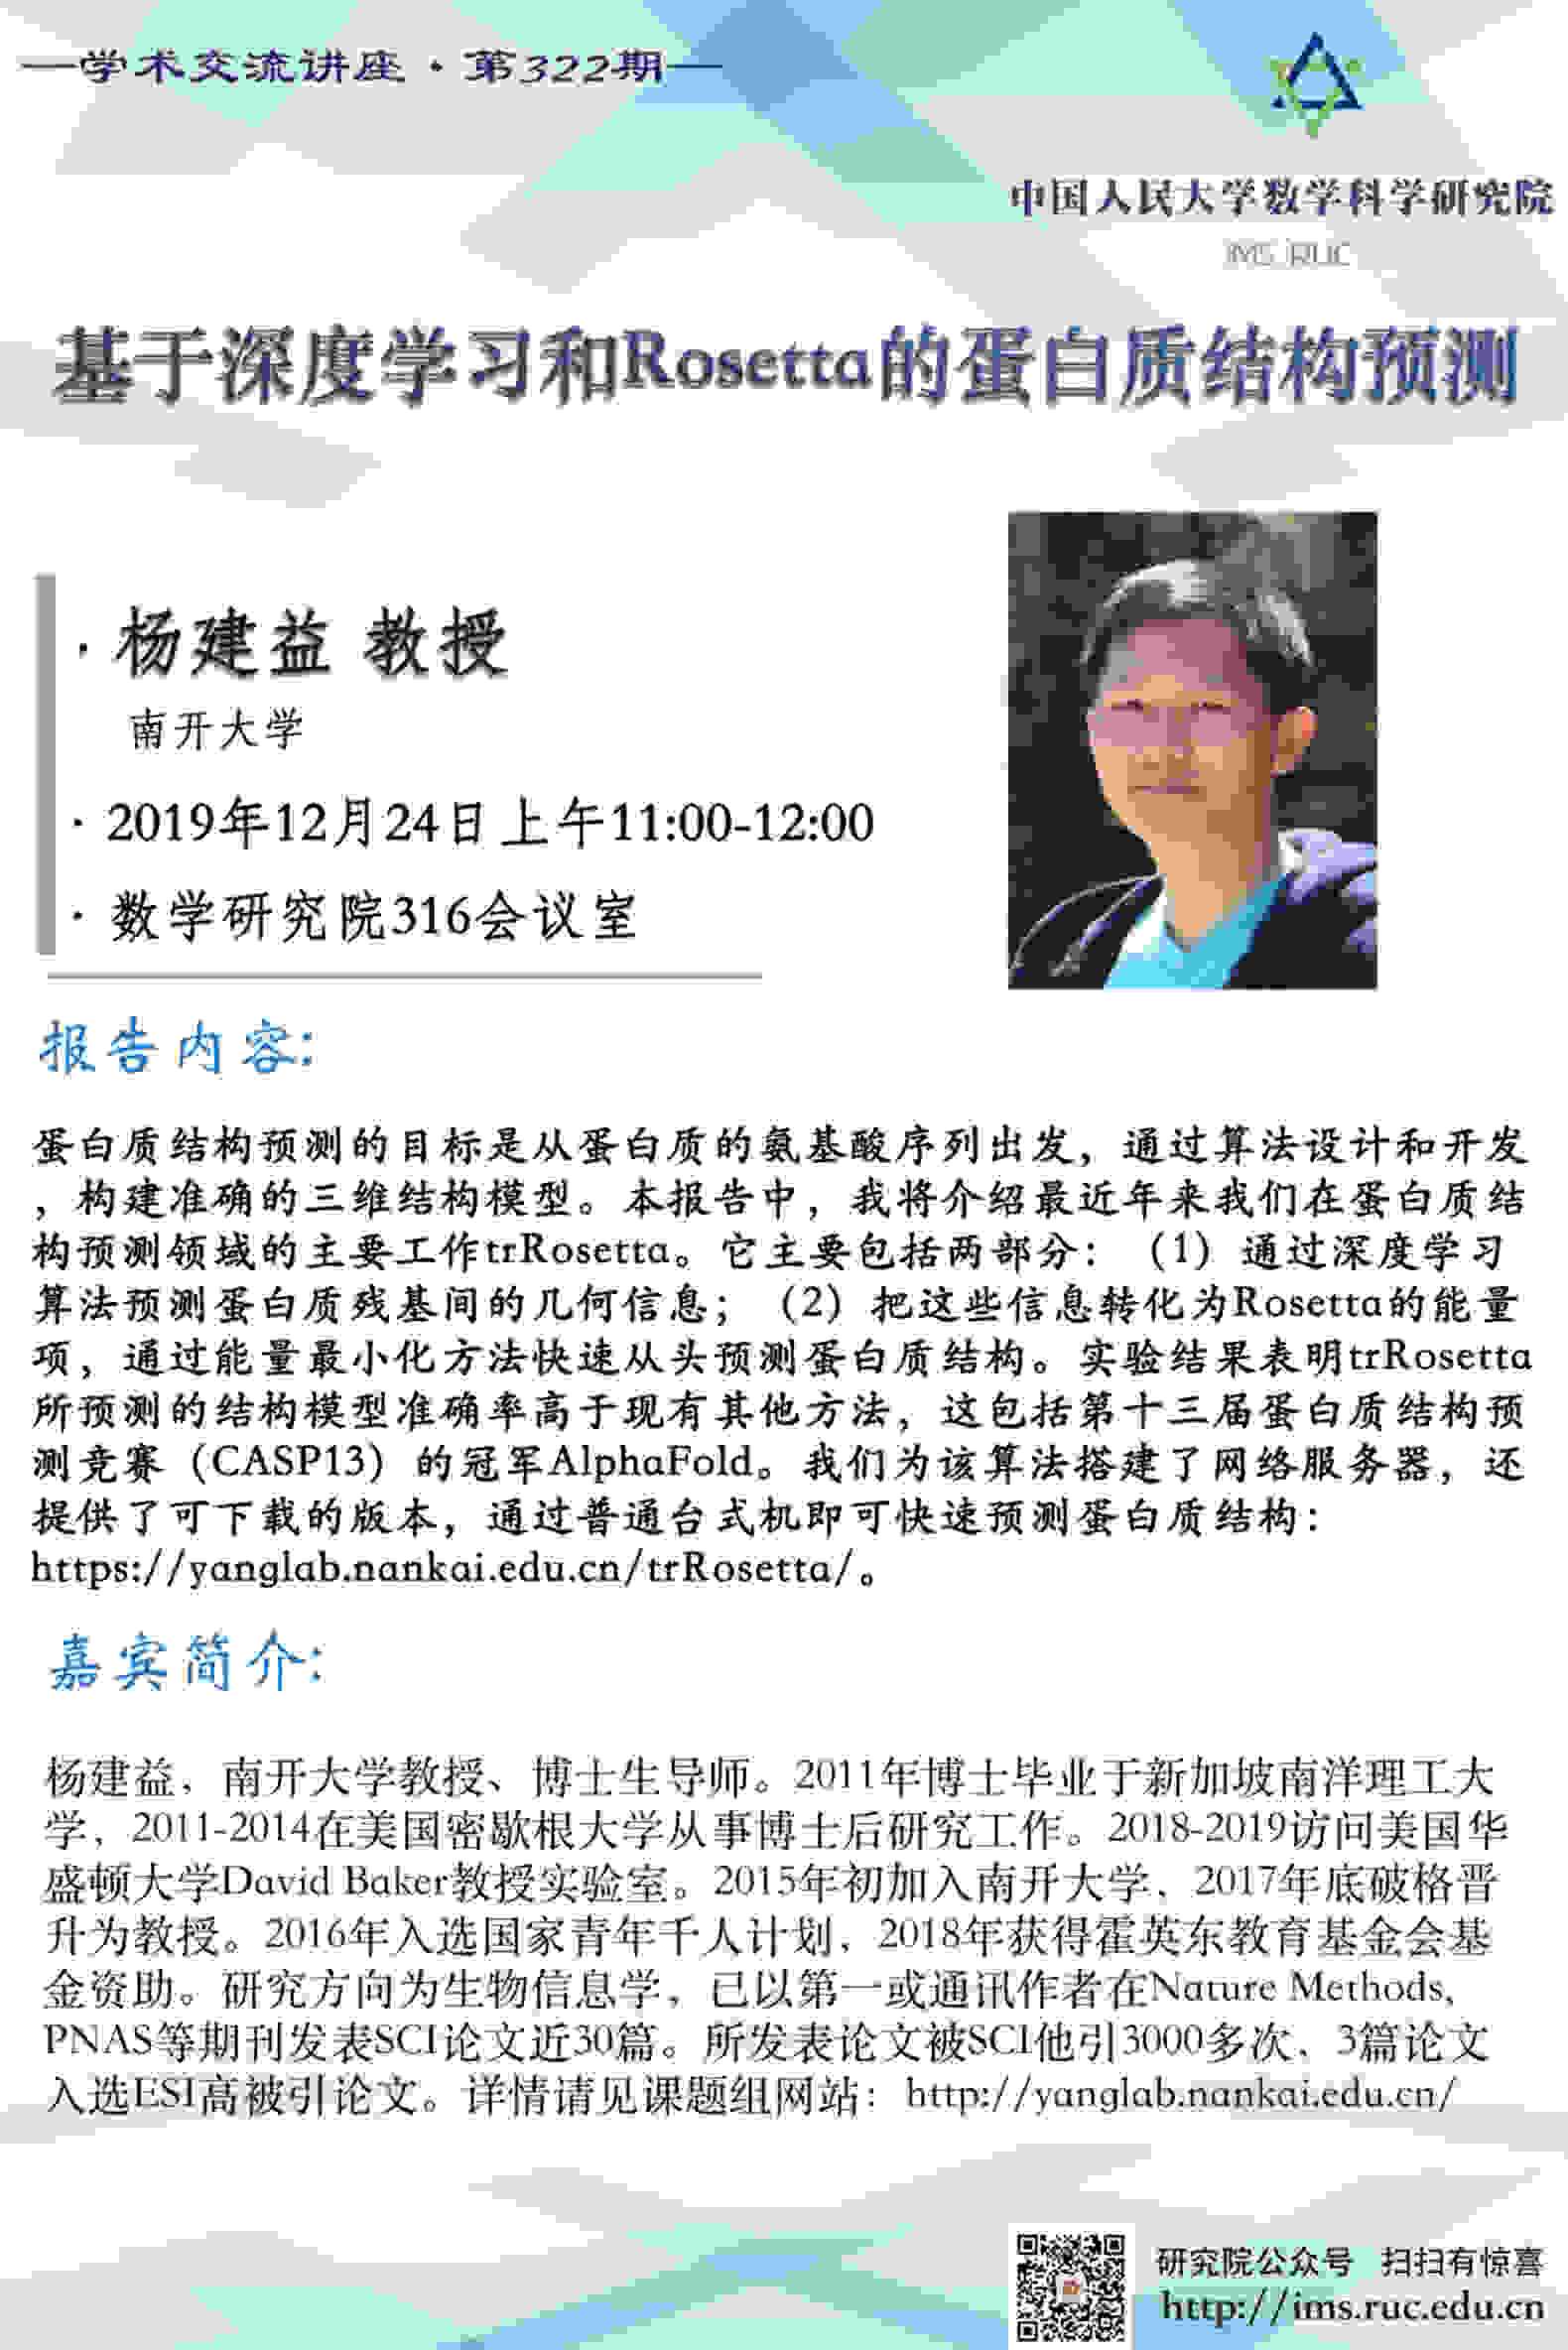 学术交流讲座·第322期
中国人民大学数学科学研究院
IMS RUC
基于深度学习和Rosetta的蛋白质结构预测
· 杨建益 教授
南开大学
· 2019年12月24日上午11:00-12:00
· 数学研究院316会议室
报告内容:
蛋白质结构预测的目标是从蛋白质的氨基酸序列出发，通过算法设计和开发
，构建准确的三维结构模型。本报告中，我将介绍最近年来我们在蛋白质结
构预测领域的主要工作trRosetta。它主要包括两部分：（1）通过深度学习
算法预测蛋白质残基间的几何信息；（2）把这些信息转化为Rosetta的能量
项，通过能量最小化方法快速从头预测蛋白质结构。实验结果表明trRosetta
所预测的结构模型准确率高于现有其他方法，这包括第十三届蛋白质结构预
测竞赛（CASP13）的冠军AlphaFold。我们为该算法搭建了网络服务器，还
提供了可下载的版本，通过普通台式机即可快速预测蛋白质结构：
https://yanglab.nankai.edu.cn/trRosetta/。
嘉宾简介:
杨建益，南开大学教授、博士生导师。2011年博士毕业于新加坡南洋理工大
学，2011-2014在美国密歇根大学从事博士后研究工作。2018-2019访问美国华
盛顿大学David Baker教授实验室。2015年初加入南开大学，2017年底破格晋
升为教授。2016年入选国家青年千人计划，2018年获得霍英东教育基金会基
金资助。研究方向为生物信息学，已以第一或通讯作者在Nature Methods,
PNAS等期刊发表SCI论文近30篇。所发表论文被SCI他引3000多次，3篇论文
入选ESI高被引论文。详情请见课题组网站：http://yanglab.nankai.edu.cn/
研究院公众号 扫扫有惊喜
http://ims.ruc.edu.cn